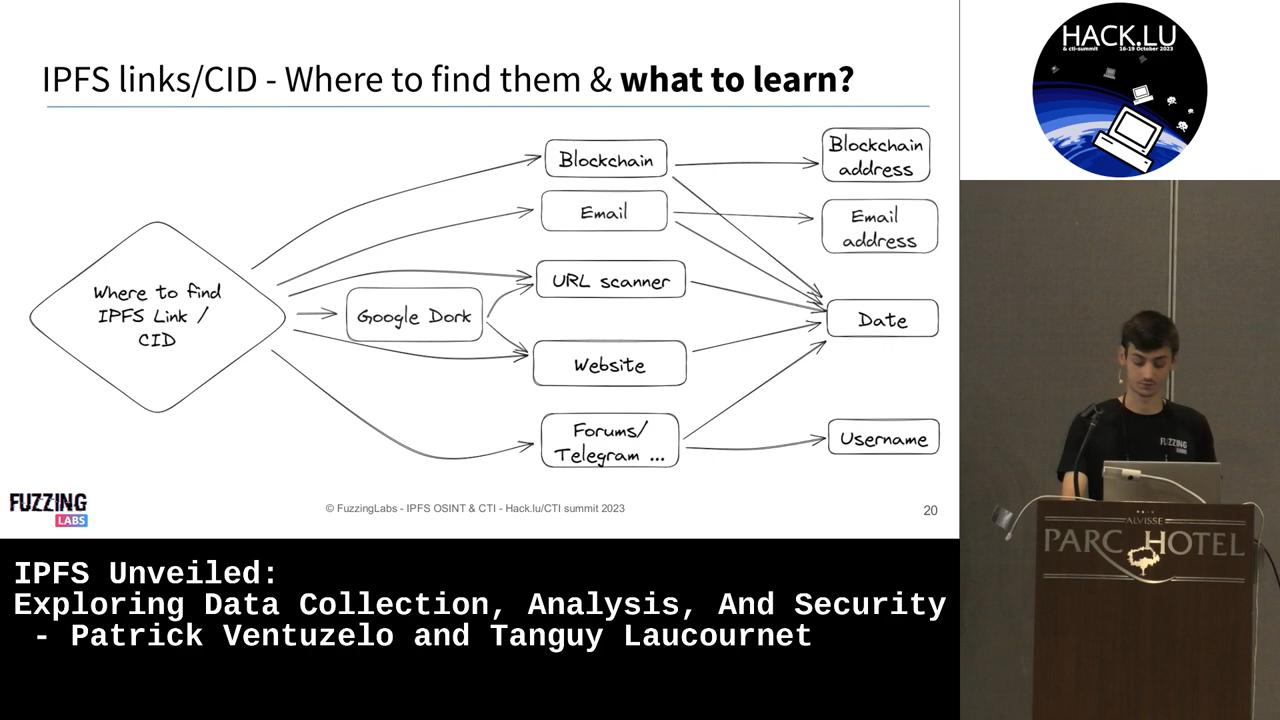 IPFS links/CID - Where to find them & what to learn?
Where to find
IPFS Link /
CID
Google Dork
Blockchain
Email
URL scanner
Website
Forums/
Telegram ...
Blockchain
address
Email
address
Date
Username
FUZZING
LABS
© FuzzingLabs - IPFS OSINT & CTI - Hack.lu/CTI summit 2023
20
HACK.LU
& cti-summit 16-19 October 2023
FUZZING
LABS
ALVISSE
PARC HOTEL
IPFS Unveiled:
Exploring Data Collection, Analysis, And Security
- Patrick Ventuzelo and Tanguy Laucournet